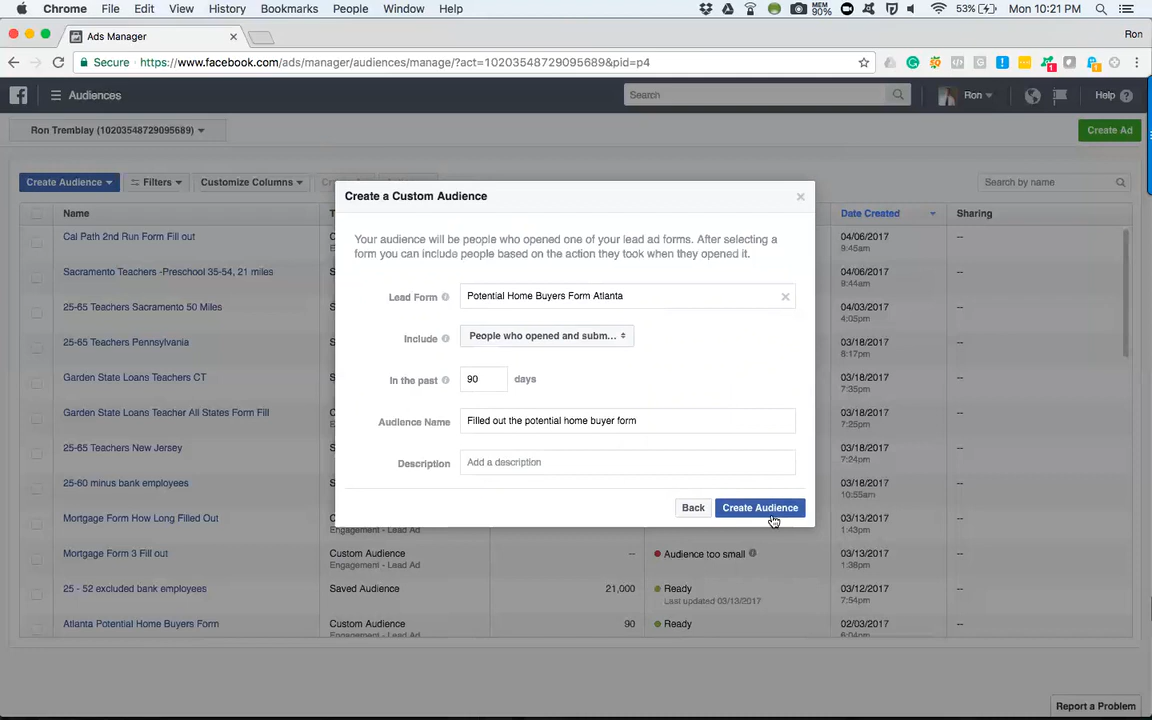 Chrome File Edit View History Bookmarks People Window Help MEM 90% 53% Mon 10:21 PM
Ads Manager Ron
Secure https://www.facebook.com/ads/manager/audiences/manage/?act=10203548729095689&pid=p4
Audiences Search Ron Help
Ron Tremblay (10203548729095689) Create Ad
Create Audience Filters Customize Columns Search by name
Name Date Created Sharing
Cal Path 2nd Run Form Fill out 04/06/2017 --
9:45am
Sacramento Teachers -Preschool 35-54, 21 miles 04/06/2017 --
9:44am
25-65 Teachers Sacramento 50 Miles 04/03/2017 --
4:05pm
25-65 Teachers Pennsylvania 03/18/2017 --
8:17pm
Garden State Loans Teachers CT 03/18/2017 --
7:35pm
Garden State Loans Teacher All States Form Fill 03/18/2017 --
7:25pm
25-65 Teachers New Jersey 03/18/2017 --
7:24pm
25-60 minus bank employees 03/18/2017 --
10:55am
Mortgage Form How Long Filled Out 03/13/2017 --
Engagement - Lead Ad 1:43pm
Mortgage Form 3 Fill out Custom Audience -- Audience too small 03/13/2017 --
Engagement - Lead Ad 1:36pm
25 - 52 excluded bank employees Saved Audience 21,000 Ready 03/12/2017 --
Last updated 03/13/2017 7:54pm
Atlanta Potential Home Buyers Form Custom Audience 90 Ready 02/03/2017 --
Engagement - Lead Ad 6:04pm
Create a Custom Audience
Your audience will be people who opened one of your lead ad forms. After selecting a
form you can include people based on the action they took when they opened it.
Lead Form Potential Home Buyers Form Atlanta
Include People who opened and subm...
In the past 90 days
Audience Name Filled out the potential home buyer form
Description Add a description
Back Create Audience
Report a Problem